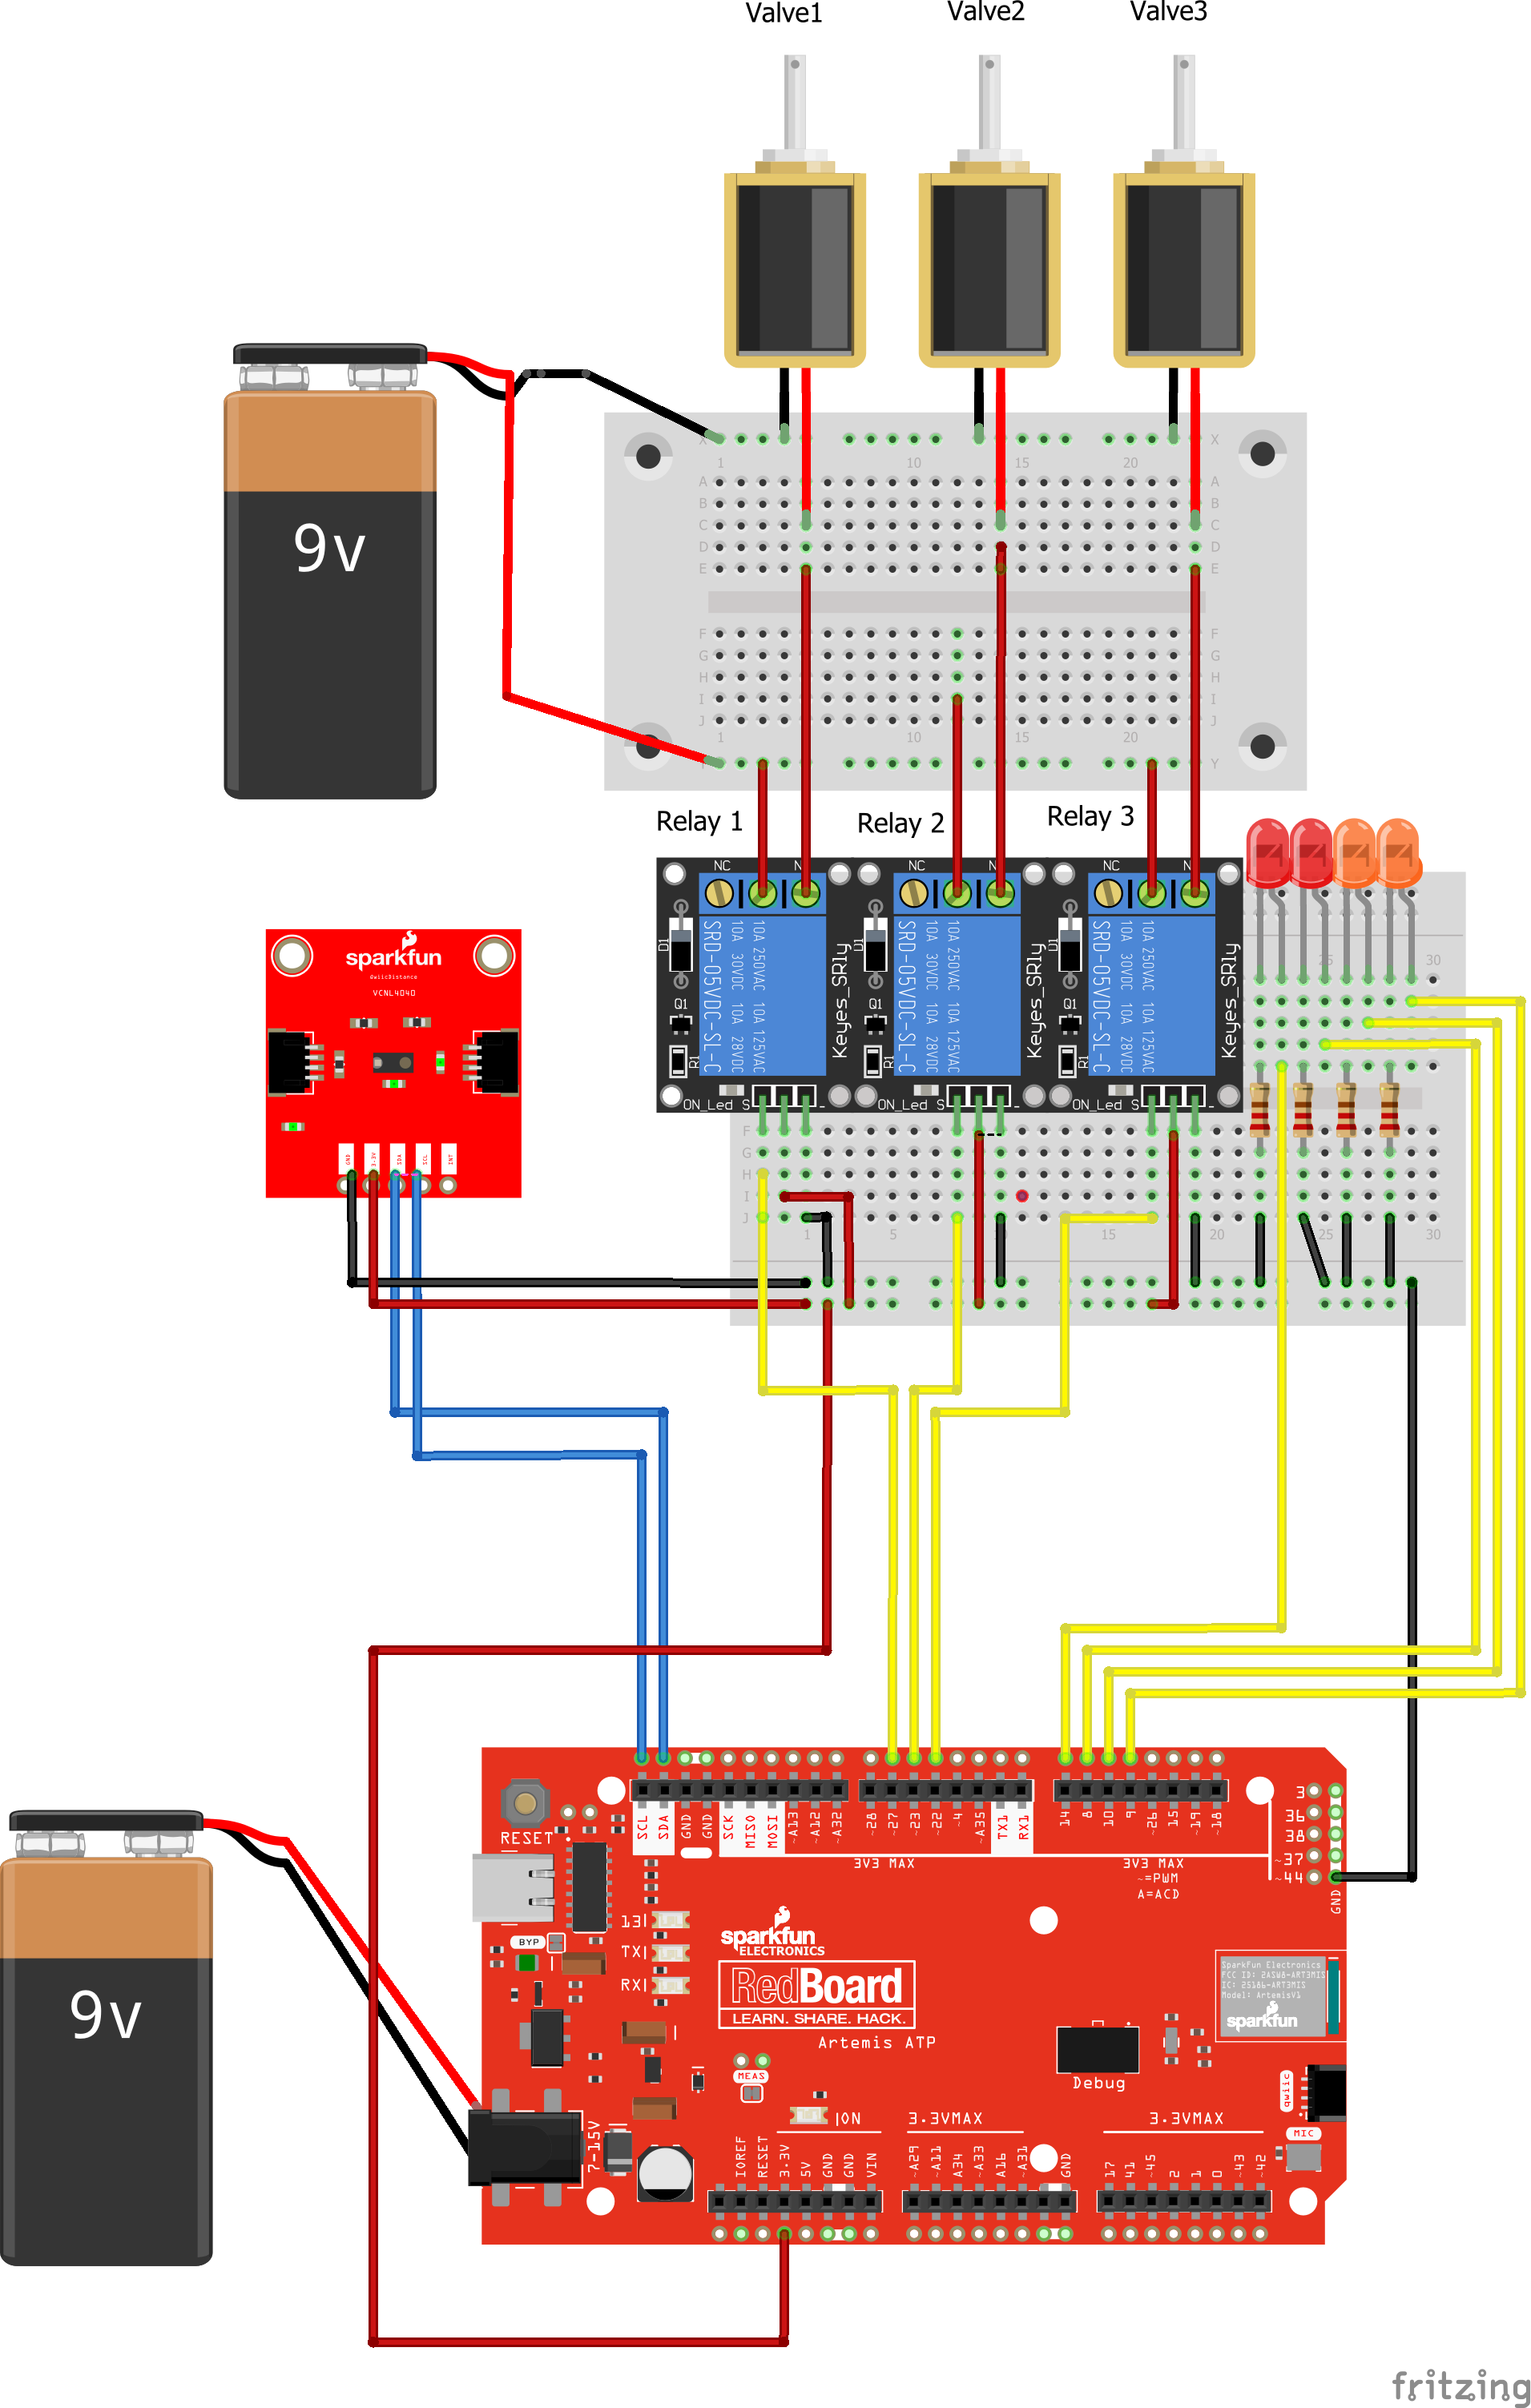 Valve1
Valve2
Valve3
9v
X
X
1
10
15
20
A
A
B
B
C
C
D
D
E
E
F
F
G
G
H
H
I
I
J
J
1
10
15
20
Y
Relay 1
Relay 2
Relay 3
NC
N
NC
N
NC
N
D1
Q1
R1
SRD-05VDC-SL-C
10A 30VDC 10A 28VDC
10A 250VAC 10A 125VAC
Keyes_SRly
ON_Led S
-
D1
Q1
R1
SRD-05VDC-SL-C
10A 30VDC 10A 28VDC
10A 250VAC 10A 125VAC
Keyes_SRly
ON_Led S
-
D1
Q1
R1
SRD-05VDC-SL-C
10A 30VDC 10A 28VDC
10A 250VAC 10A 125VAC
Keyes_SRly
ON_Led S
-
sparkfun
QwiicDistance
VCNL4040
GND
3.3V
SDA
SCL
INT
25
30
F
G
H
I
J
1
5
15
20
25
30
9v
RESET
SCL
SDA
GND
GND
SCK
MISO
MOSI
~A13
~A12
~A32
~28
~27
~23
~22
~4
~A35
TX1
RX1
14
8
10
9
~26
15
~19
~18
3
36
38
~37
~44
GND
3V3 MAX
3V3 MAX
~=PWM
A=ACD
13
TX
RX
BYP
sparkfun
ELECTRONICS
RedBoard
LEARN. SHARE. HACK.
Artemis ATP
SparkFun Electronics
FCC ID: 2ASW8-ART3MIS
IC: 25186-ART3MIS
Model: ArtemisV1
sparkfun
Debug
qwiic
MIC
MEAS
ON
7-15V
3.3VMAX
3.3VMAX
IOREF
RESET
3.3V
5V
GND
GND
VIN
~A29
~A11
A34
~A33
A16
~A31
GND
17
41
~45
2
1
0
~43
~42
fritzing